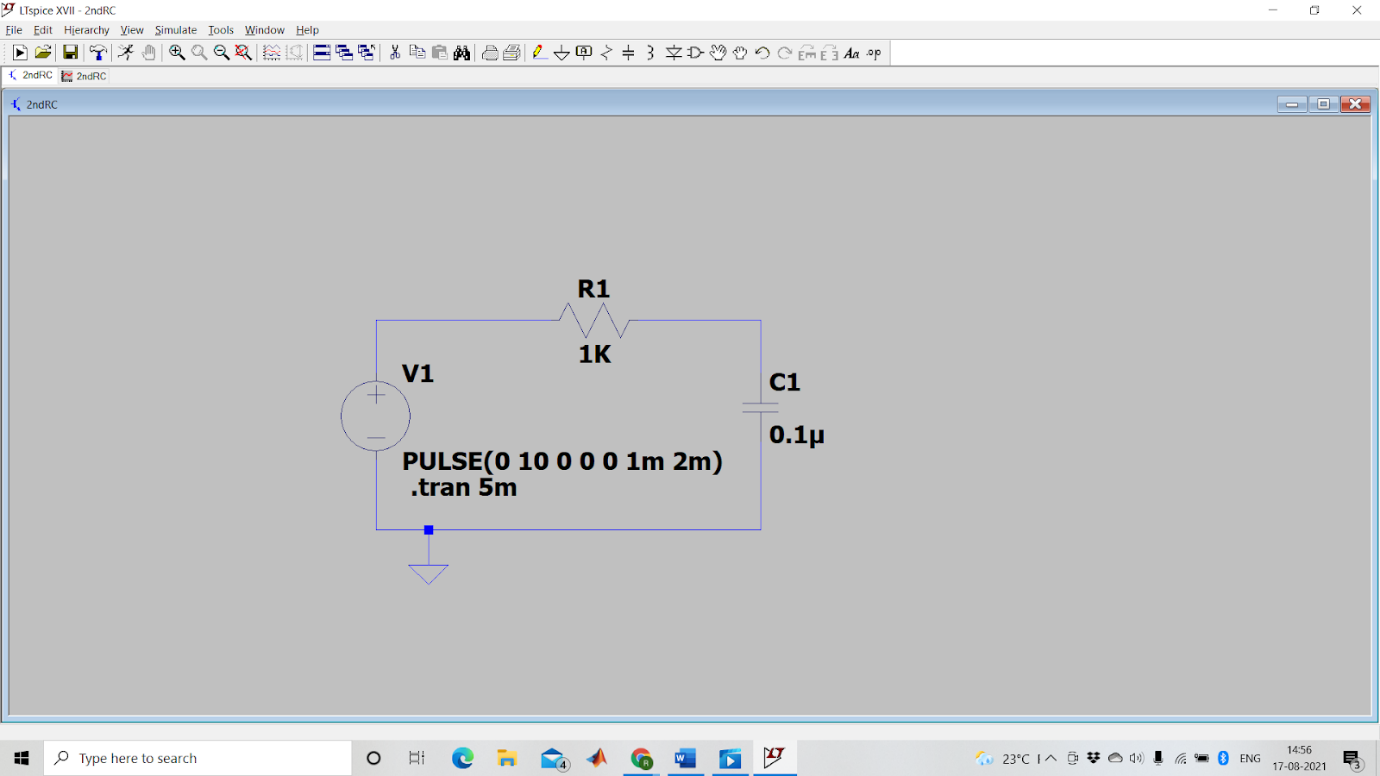 LTspice XVII - 2ndRC
File Edit Hierarchy View Simulate Tools Window Help
2ndRC 2ndRC
2ndRC
R1
1K
V1
C1
0.1µ
PULSE(0 10 0 0 0 1m 2m)
.tran 5m
Type here to search
4
23°C
ENG
14:56
17-08-2021
3